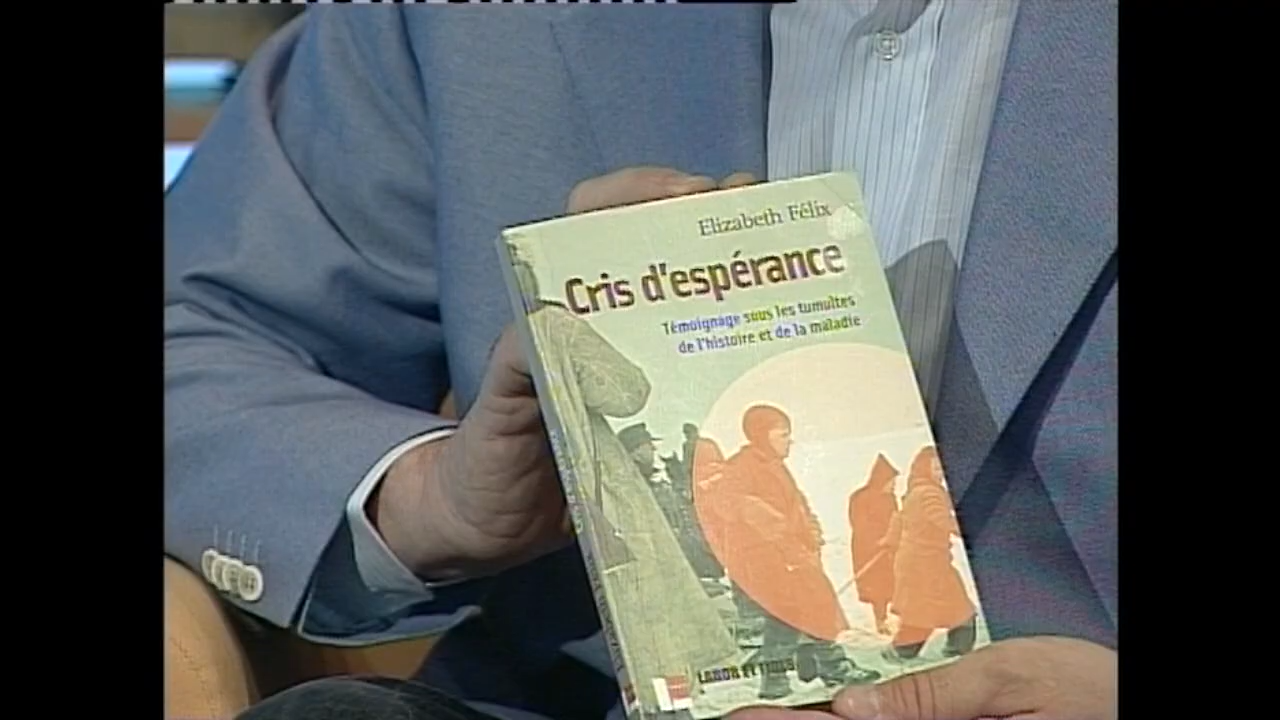 Elizabeth Félix
Cris d'espérance
Témoignage sous les tumultes
de l'histoire et de la maladie
LABOR ET FIDES